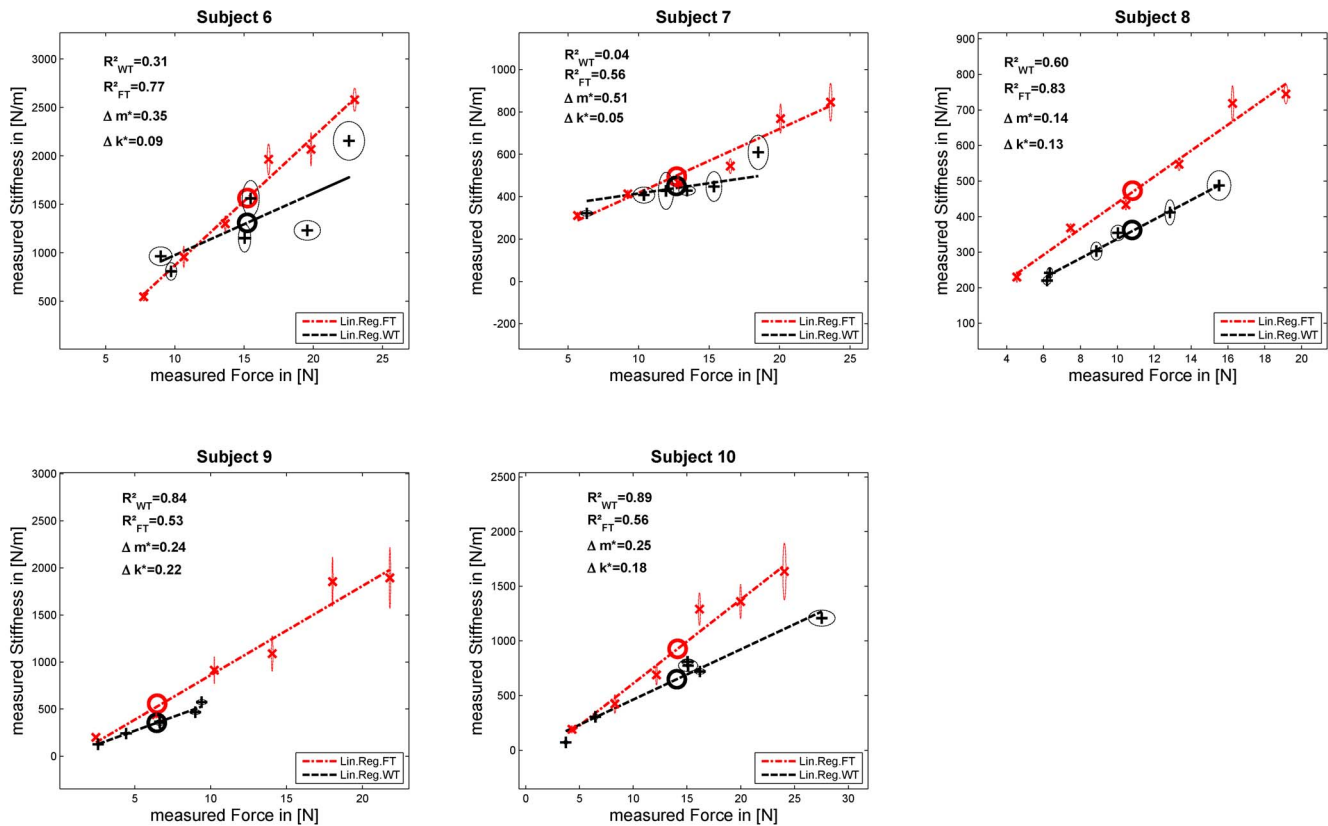 Subject 6
R²WT=0.31
R²FT=0.77
Δ m*=0.35
Δ k*=0.09
measured Stiffness in [N/m]
3000
2500
2000
1500
1000
500
5 10 15 20 25
measured Force in [N]
Lin.Reg.FT
Lin.Reg.WT
Subject 7
R²WT=0.04
R²FT=0.56
Δ m*=0.51
Δ k*=0.05
measured Stiffness in [N/m]
1000
800
600
400
200
0
-200
5 10 15 20 25
measured Force in [N]
Lin.Reg.FT
Lin.Reg.WT
Subject 8
R²WT=0.60
R²FT=0.83
Δ m*=0.14
Δ k*=0.13
measured Stiffness in [N/m]
900
800
700
600
500
400
300
200
100
4 6 8 10 12 14 16 18 20
measured Force in [N]
Lin.Reg.FT
Lin.Reg.WT
Subject 9
R²WT=0.84
R²FT=0.53
Δ m*=0.24
Δ k*=0.22
measured Stiffness in [N/m]
3000
2500
2000
1500
1000
500
0
5 10 15 20
measured Force in [N]
Lin.Reg.FT
Lin.Reg.WT
Subject 10
R²WT=0.89
R²FT=0.56
Δ m*=0.25
Δ k*=0.18
measured Stiffness in [N/m]
2500
2000
1500
1000
500
0
0 5 10 15 20 25 30
measured Force in [N]
Lin.Reg.FT
Lin.Reg.WT